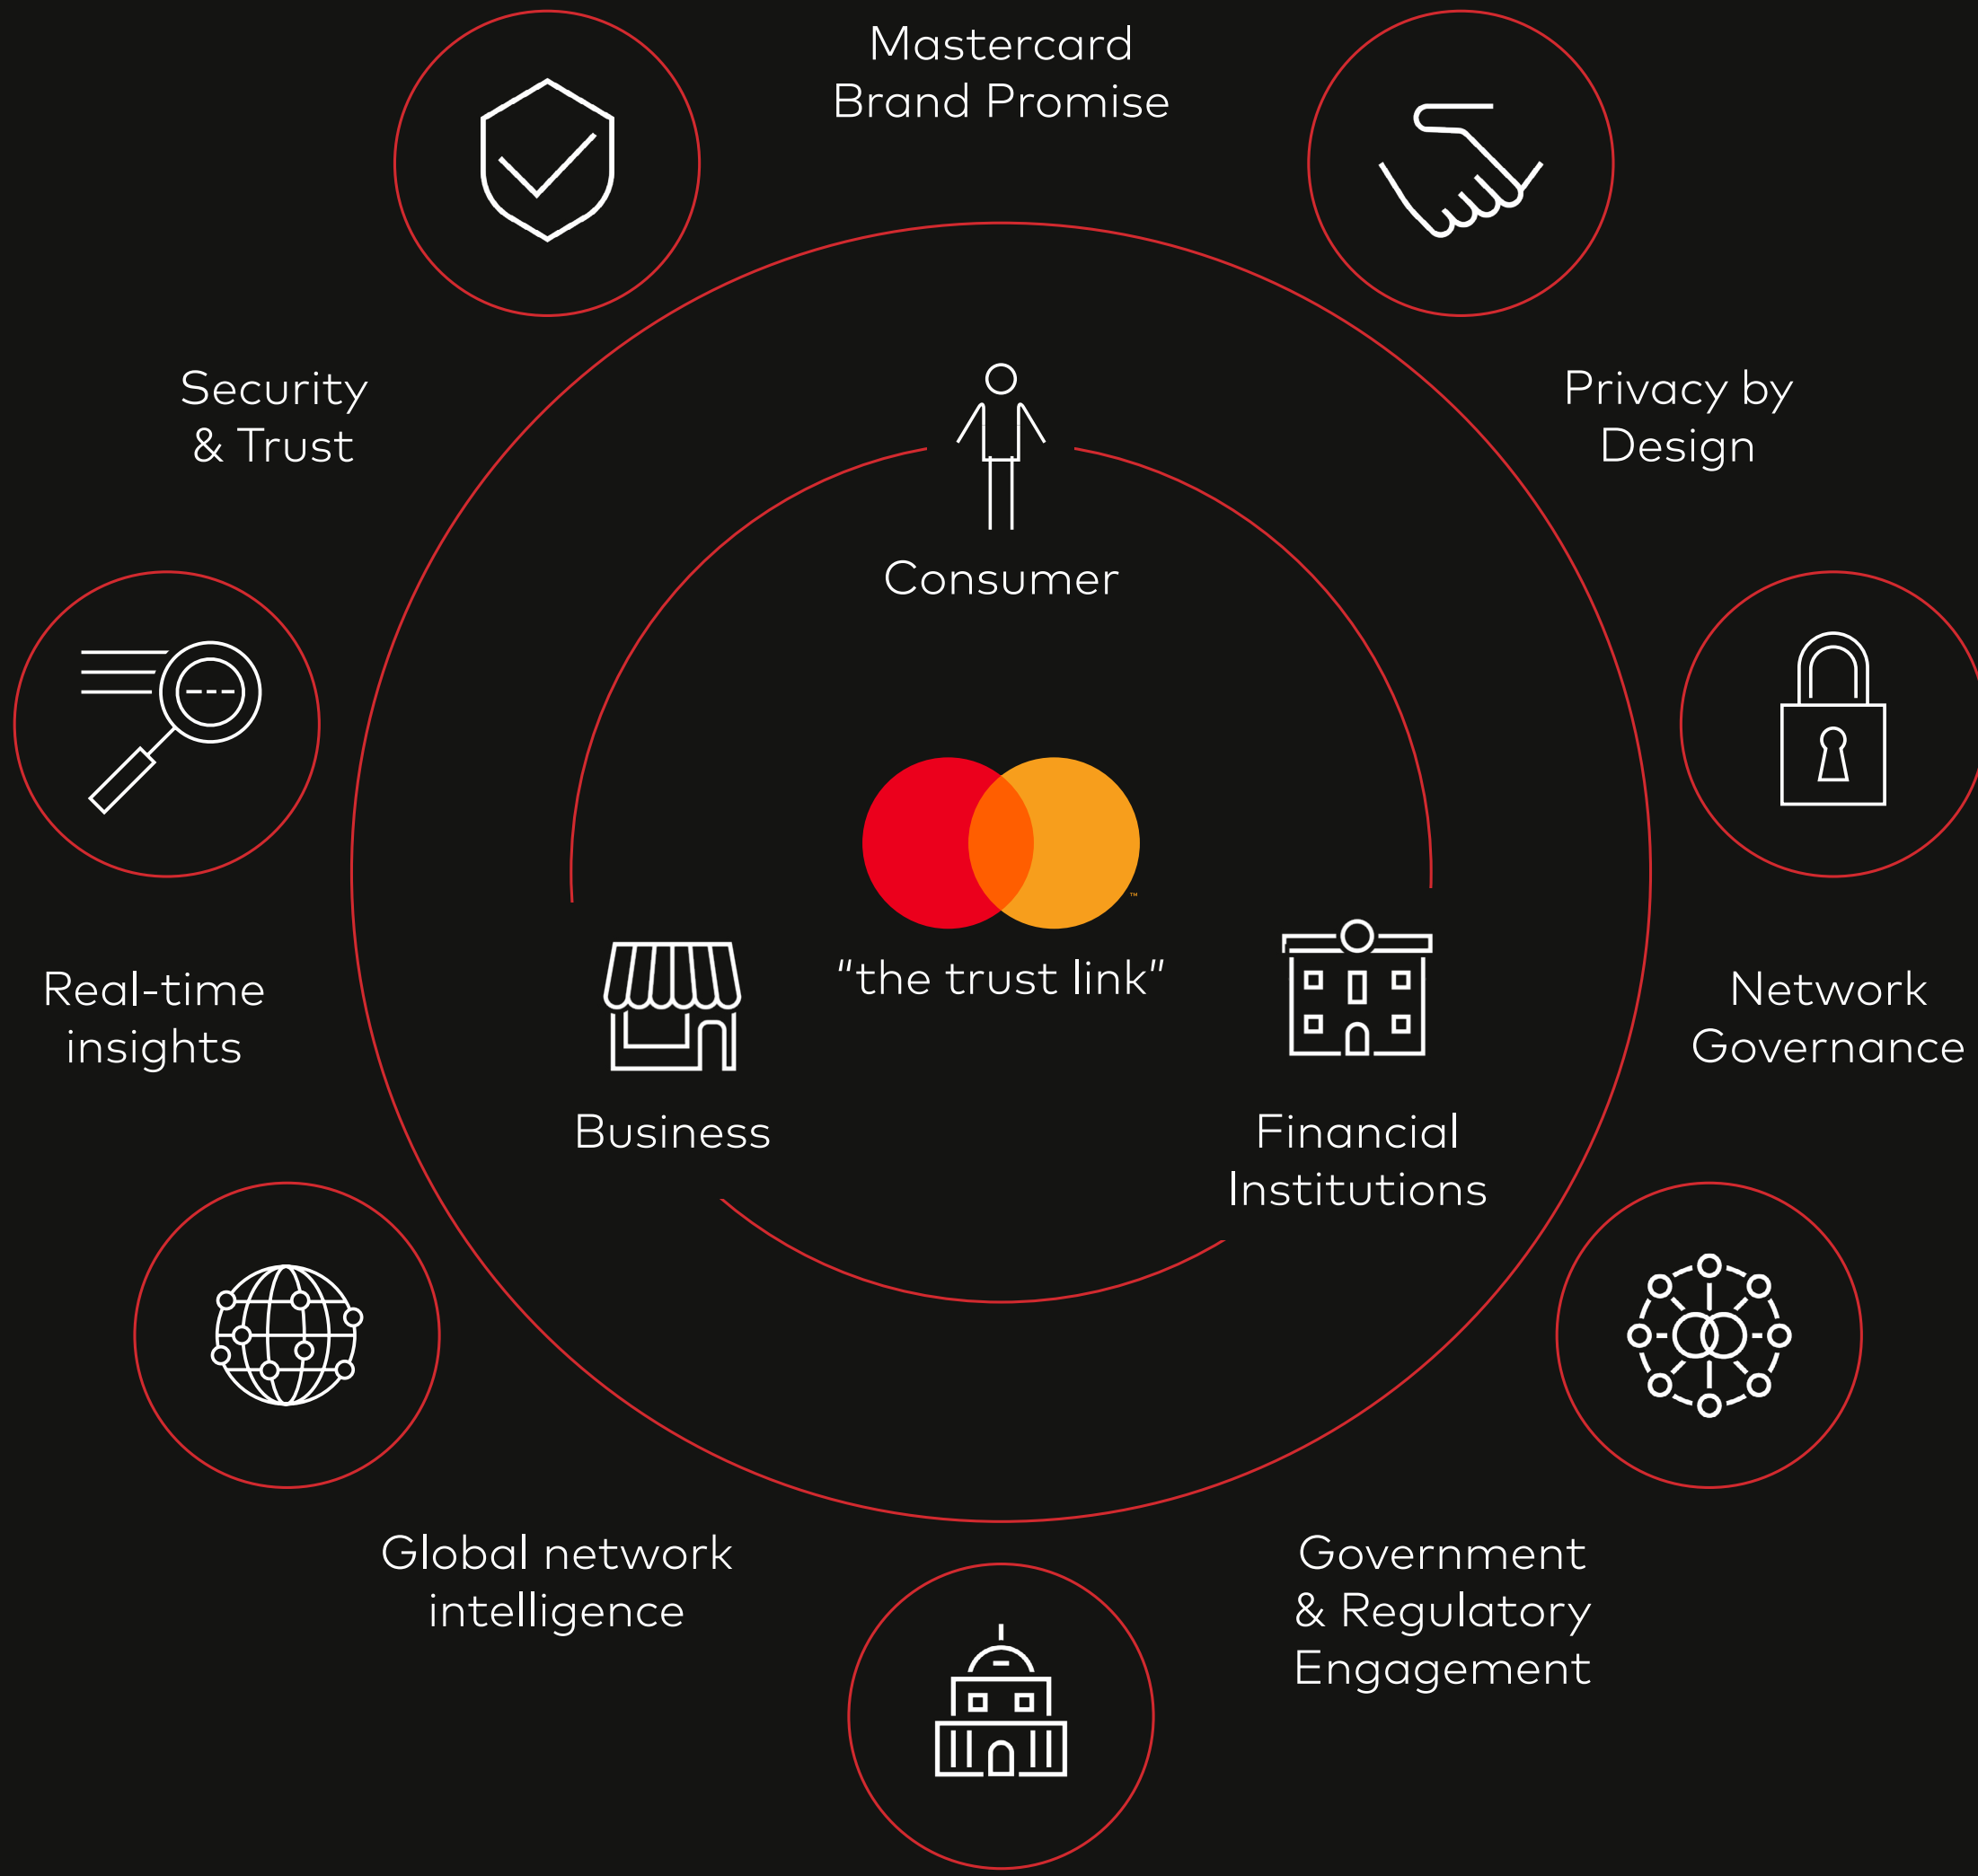 Mastercard
Brand Promise
Security
& Trust
Privacy by
Design
Consumer
™
“the trust link”
Real-time
insights
Network
Governance
Business
Financial
Institutions
Global network
intelligence
Government
& Regulatory
Engagement